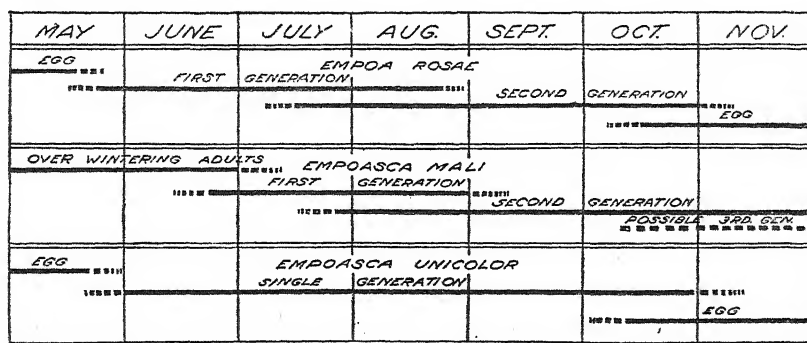 MAY JUNE JULY AUG. SEPT. OCT. NOV.
EGG EMPOA ROSAE
FIRST GENERATION
SECOND GENERATION
EGG
OVER WINTERING ADULTS EMPOASCA MALI
FIRST GENERATION
SECOND GENERATION
POSSIBLE 3RD. GEN.
EGG EMPOASCA UNICOLOR
SINGLE GENERATION
EGG